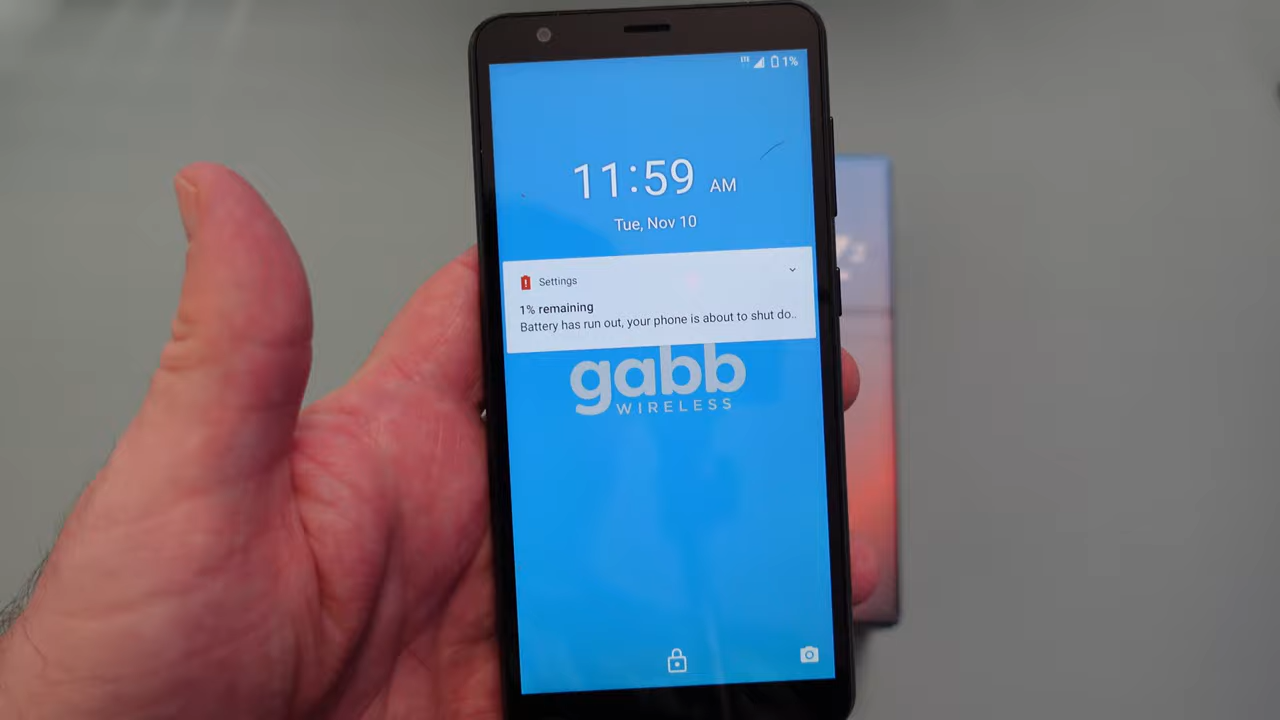 LTE 1%
11:59 AM
Tue, Nov 10
Settings
1% remaining
Battery has run out, your phone is about to shut do..
gabb
WIRELESS